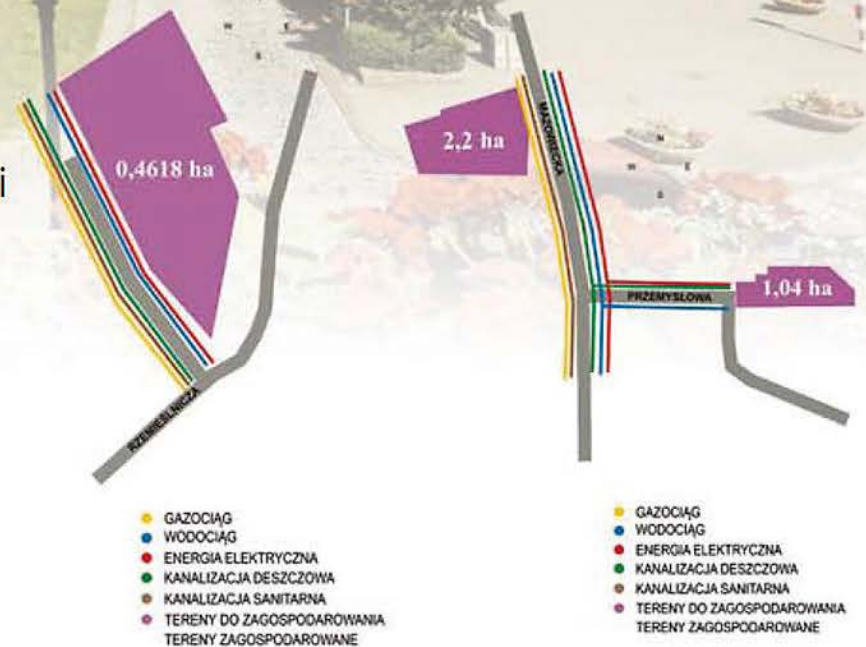 i
W E
S
0,4618 ha
RZEMIEŚLNICZA
GAZOCIĄG
WODOCIĄG
ENERGIA ELEKTRYCZNA
KANALIZACJA DESZCZOWA
KANALIZACJA SANITARNA
TERENY DO ZAGOSPODAROWANIA
TERENY ZAGOSPODAROWANE
MAZOWIECKA
2,2 ha
N
W E
S
PRZEMYSŁOWA
1,04 ha
GAZOCIĄG
WODOCIĄG
ENERGIA ELEKTRYCZNA
KANALIZACJA DESZCZOWA
KANALIZACJA SANITARNA
TERENY DO ZAGOSPODAROWANIA
TERENY ZAGOSPODAROWANE